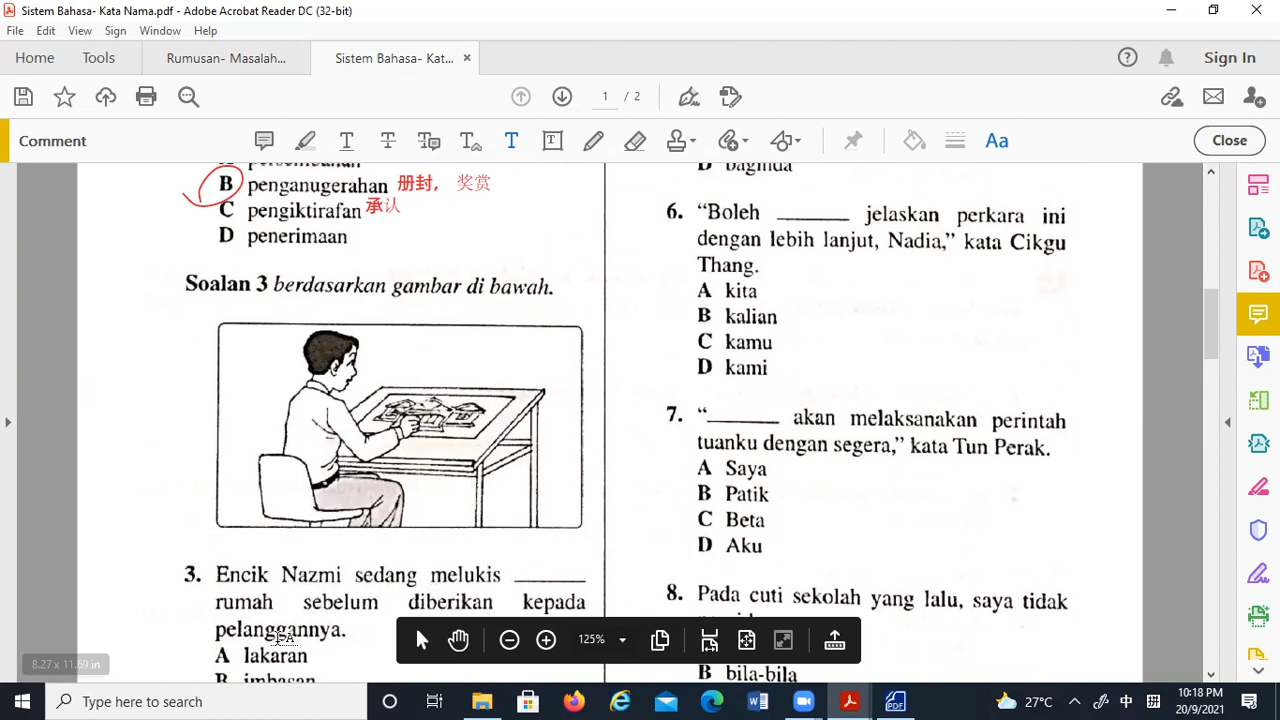 Sistem Bahasa- Kata Nama.pdf - Adobe Acrobat Reader DC (32-bit)
File Edit View Sign Window Help
Home Tools Rumusan- Masalah... Sistem Bahasa- Kat... × Sign In
1 / 2
Comment Aa Close
B penganugerahan 册封, 奖赏
C pengiktirafan 承认
D penerimaan
Soalan 3 berdasarkan gambar di bawah.
3. Encik Nazmi sedang melukis ______
rumah sebelum diberikan kepada
pelanggannya.
A lakaran
B imbasan
D baginda
6. “Boleh ______ jelaskan perkara ini
dengan lebih lanjut, Nadia,” kata Cikgu
Thang.
A kita
B kalian
C kamu
D kami
7. “______ akan melaksanakan perintah
tuanku dengan segera,” kata Tun Perak.
A Saya
B Patik
C Beta
D Aku
8. Pada cuti sekolah yang lalu, saya tidak
B bila-bila
125%
8.27 x 11.69 in
Type here to search
27°C 中 拼 10:18 PM
20/9/2021